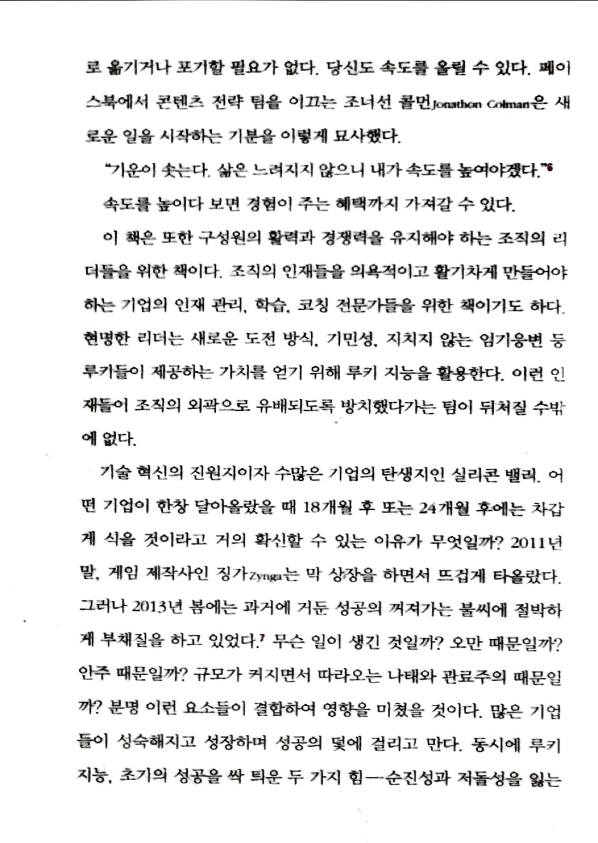 로 옮기거나 포기할 필요가 없다. 당신도 속도를 올릴 수 있다. 페이
스북에서 콘텐츠 전략 팀을 이끄는 조너선 콜먼Jonathon Colman은 새
로운 일을 시작하는 기분을 이렇게 묘사했다.
“기운이 솟는다. 삶은 느려지지 않으니 내가 속도를 높여야겠다.”6
속도를 높이다 보면 경험이 주는 혜택까지 가져갈 수 있다.
이 책은 또한 구성원의 활력과 경쟁력을 유지해야 하는 조직의 리
더들을 위한 책이다. 조직의 인재들을 의욕적이고 활기차게 만들어야
하는 기업의 인재 관리, 학습, 코칭 전문가들을 위한 책이기도 하다.
현명한 리더는 새로운 도전 방식, 기민성, 지치지 않는 임기응변 등
루키들이 제공하는 가치를 얻기 위해 루키 지능을 활용한다. 이런 인
재들이 조직의 외곽으로 유배되도록 방치했다가는 팀이 뒤처질 수밖
에 없다.
기술 혁신의 진원지이자 수많은 기업의 탄생지인 실리콘 밸리. 어
떤 기업이 한창 달아올랐을 때 18개월 후 또는 24개월 후에는 차갑
게 식을 것이라고 거의 확신할 수 있는 이유가 무엇일까? 2011년
말, 게임 제작사인 징가Zynga는 막 상장을 하면서 뜨겁게 타올랐다.
그러나 2013년 봄에는 과거에 거둔 성공의 꺼져가는 불씨에 절박하
게 부채질을 하고 있었다.7 무슨 일이 생긴 것일까? 오만 때문일까?
안주 때문일까? 규모가 커지면서 따라오는 나태와 관료주의 때문일
까? 분명 이런 요소들이 결합하여 영향을 미쳤을 것이다. 많은 기업
들이 성숙해지고 성장하며 성공의 덫에 걸리고 만다. 동시에 루키
지능, 초기의 성공을 싹 틔운 두 가지 힘—순진성과 저돌성을 잃는